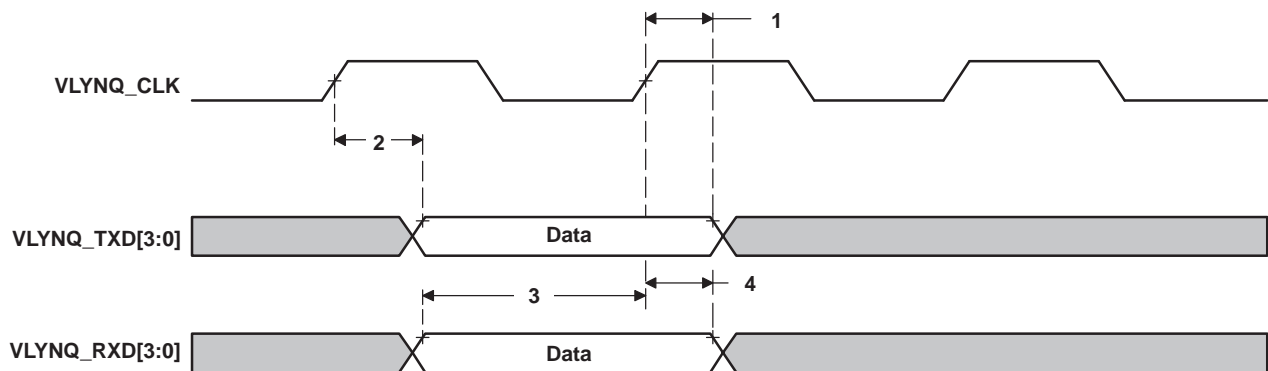 1
VLYNQ_CLK
2
VLYNQ_TXD[3:0]
Data
3
4
VLYNQ_RXD[3:0]
Data